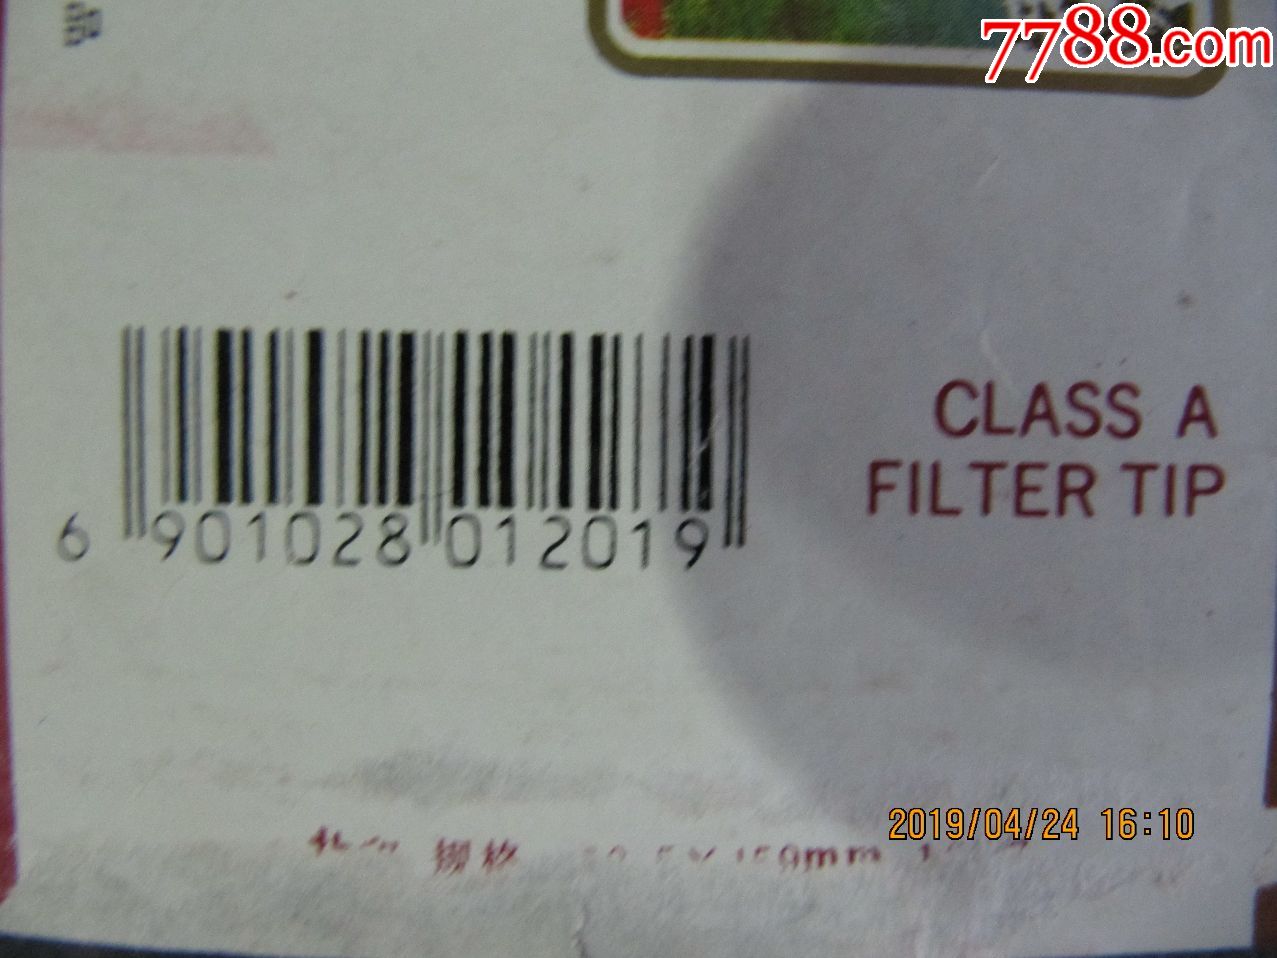 7788.com
CLASS A
FILTER TIP
6 901028 012019
2019/04/24 16:10